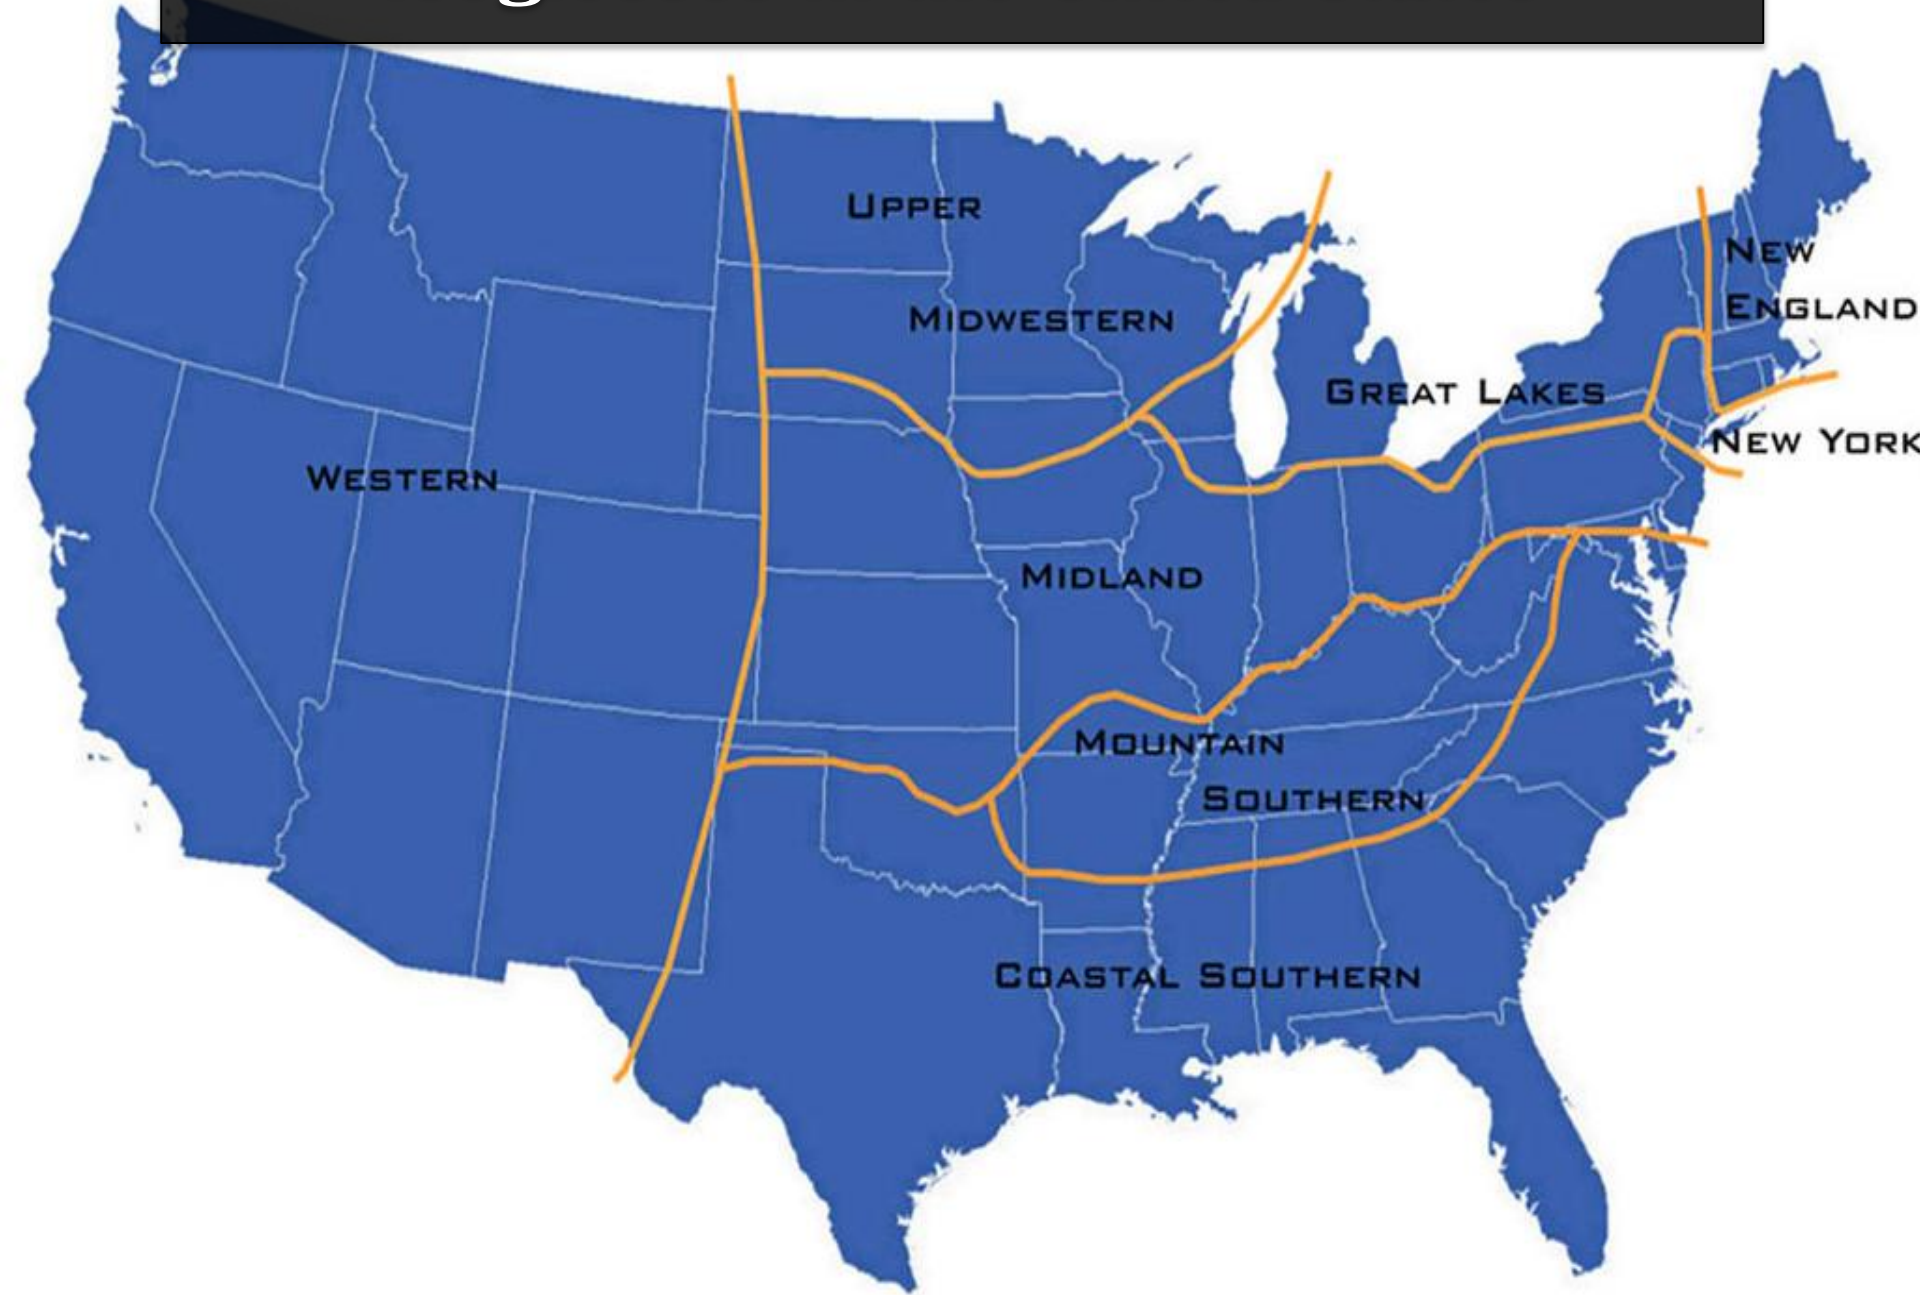 UPPER
MIDWESTERN
NEW
ENGLAND
GREAT LAKES
NEW YORK
WESTERN
MIDLAND
MOUNTAIN
SOUTHERN
COASTAL SOUTHERN